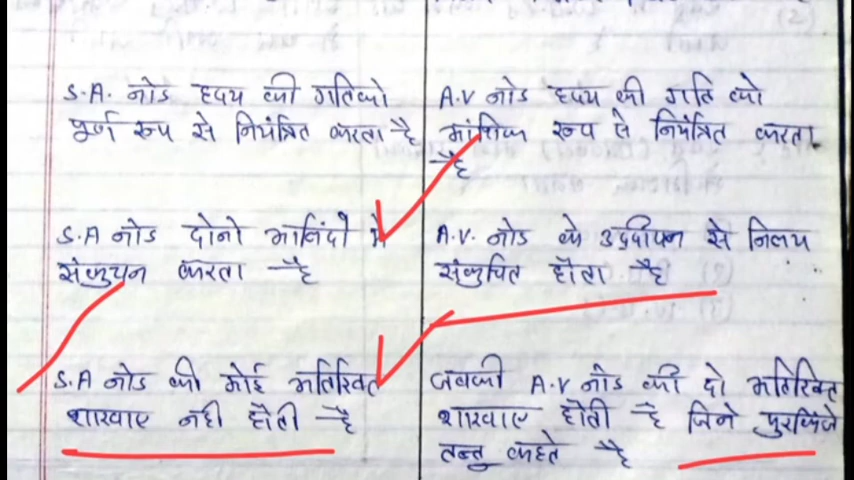 S.A. नोड हृदय की गतिको
पूर्ण रूप से नियंत्रित करता है
A.V नोड हृदय की गति को
आंशिक रूप से नियंत्रित करता
है
S.A नोड दोनो आलिंदो मे
संकुचन करता है
A.V. नोड के उद्दीपन से निलय
संकुचित होता है
S.A नोड की कोई अतिरिक्त
शाखाए नही होती है
जबकी A.V नोड की दो अतिरिक्त
शाखाए होती है जिने पुरकिंजे
तन्तु कहते है